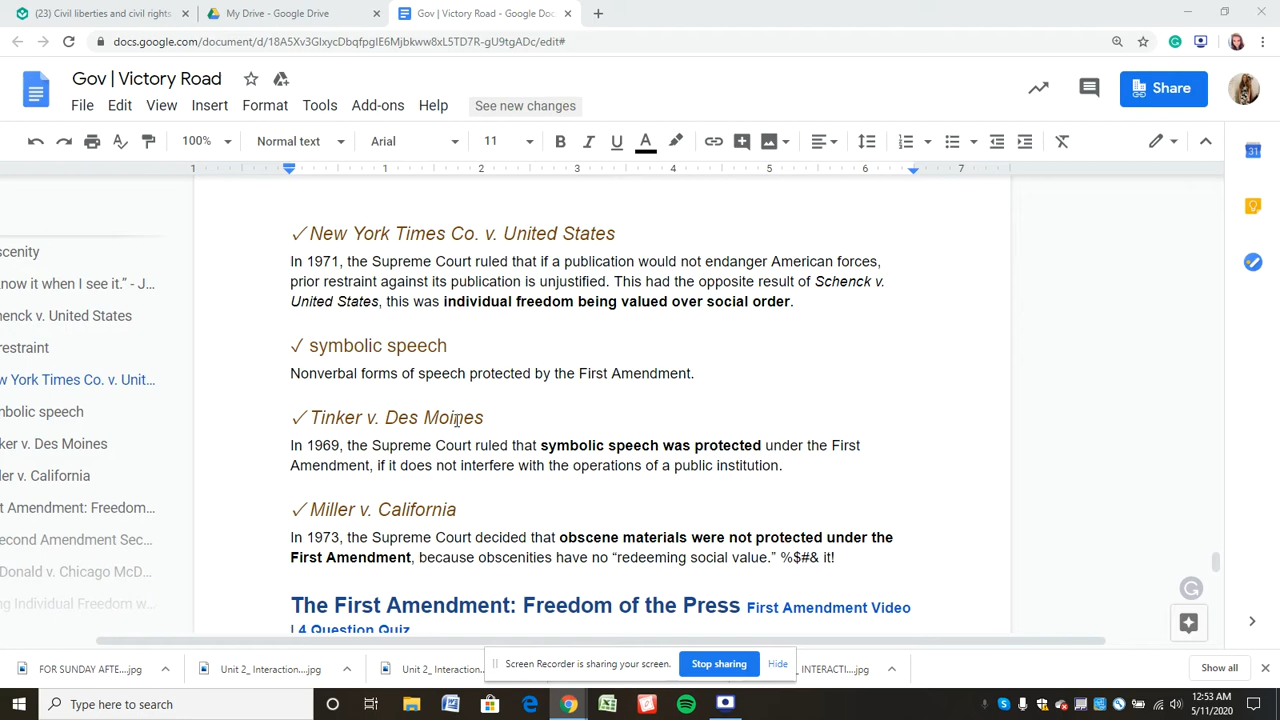 (23) Civil liberties and civil rights
My Drive - Google Drive
Gov | Victory Road - Google Doc
docs.google.com/document/d/18A5Xv3GlxycDbqfpgIE6Mjbkww8xL5TD7R-gU9tgADc/edit#
Gov | Victory Road
File Edit View Insert Format Tools Add-ons Help See new changes
Share
100% Normal text Arial 11 B I U A
1 1 2 3 4 5 6 7
31
scenity
now it when I see it." - J...
henck v. United States
restraint
w York Times Co. v. Unit...
mbolic speech
ker v. Des Moines
ler v. California
t Amendment: Freedom...
econd Amendment Sec...
Donald v. Chicago McD...
ng Individual Freedom w...
✓ New York Times Co. v. United States
In 1971, the Supreme Court ruled that if a publication would not endanger American forces,
prior restraint against its publication is unjustified. This had the opposite result of Schenck v.
United States, this was individual freedom being valued over social order.
✓ symbolic speech
Nonverbal forms of speech protected by the First Amendment.
✓ Tinker v. Des Moines
In 1969, the Supreme Court ruled that symbolic speech was protected under the First
Amendment, if it does not interfere with the operations of a public institution.
✓ Miller v. California
In 1973, the Supreme Court decided that obscene materials were not protected under the
First Amendment, because obscenities have no “redeeming social value.” %$#& it!
The First Amendment: Freedom of the Press First Amendment Video
| 4 Question Quiz
FOR SUNDAY AFTE....jpg
Unit 2_ Interaction....jpg
Unit 2_ Interaction
Screen Recorder is sharing your screen. Stop sharing Hide
_ INTERACTI....jpg
Show all
Type here to search
12:53 AM
5/11/2020